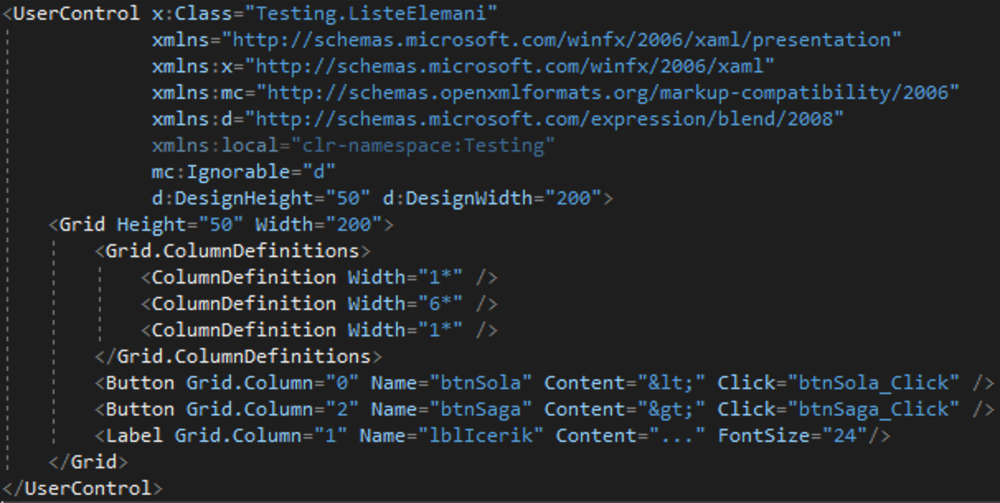 <UserControl x:Class="Testing.ListeElemani"
xmlns="http://schemas.microsoft.com/winfx/2006/xaml/presentation"
xmlns:x="http://schemas.microsoft.com/winfx/2006/xaml"
xmlns:mc="http://schemas.openxmlformats.org/markup-compatibility/2006"
xmlns:d="http://schemas.microsoft.com/expression/blend/2008"
xmlns:local="clr-namespace:Testing"
mc:Ignorable="d"
d:DesignHeight="50" d:DesignWidth="200">
<Grid Height="50" Width="200">
<Grid.ColumnDefinitions>
<ColumnDefinition Width="1*" />
<ColumnDefinition Width="6*" />
<ColumnDefinition Width="1*" />
</Grid.ColumnDefinitions>
<Button Grid.Column="0" Name="btnSola" Content="&lt;" Click="btnSola_Click" />
<Button Grid.Column="2" Name="btnSaga" Content="&gt;" Click="btnSaga_Click" />
<Label Grid.Column="1" Name="lblIcerik" Content="..." FontSize="24"/>
</Grid>
</UserControl>